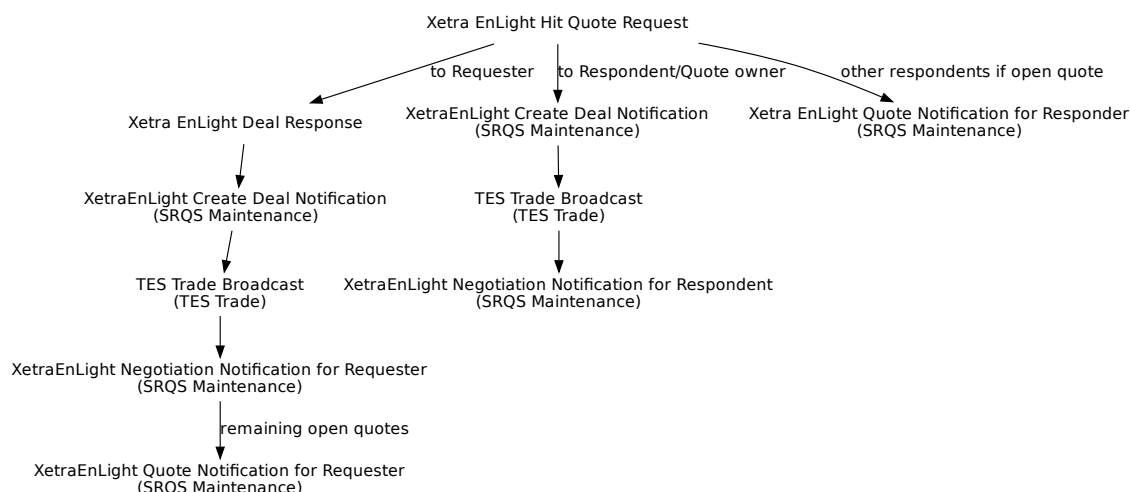 Xetra EnLight Hit Quote Request
to Requester
to Respondent/Quote owner
other respondents if open quote
Xetra EnLight Deal Response
XetraEnLight Create Deal Notification
(SRQS Maintenance)
Xetra EnLight Quote Notification for Responder
(SRQS Maintenance)
XetraEnLight Create Deal Notification
(SRQS Maintenance)
TES Trade Broadcast
(TES Trade)
TES Trade Broadcast
(TES Trade)
XetraEnLight Negotiation Notification for Respondent
(SRQS Maintenance)
XetraEnLight Negotiation Notification for Requester
(SRQS Maintenance)
remaining open quotes
XetraEnLight Quote Notification for Requester
(SRQS Maintenance)